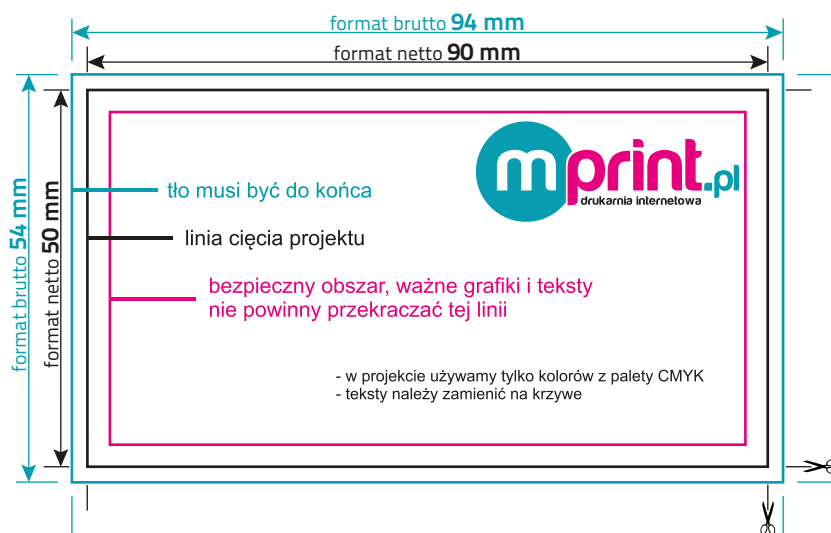 format brutto 94 mm
format netto 90 mm
format brutto 54 mm
format netto 50 mm
mprint.pl
drukarnia internetowa
tło musi być do końca
linia cięcia projektu
bezpieczny obszar, ważne grafiki i teksty
nie powinny przekraczać tej linii
- w projekcie używamy tylko kolorów z palety CMYK
- teksty należy zamienić na krzywe